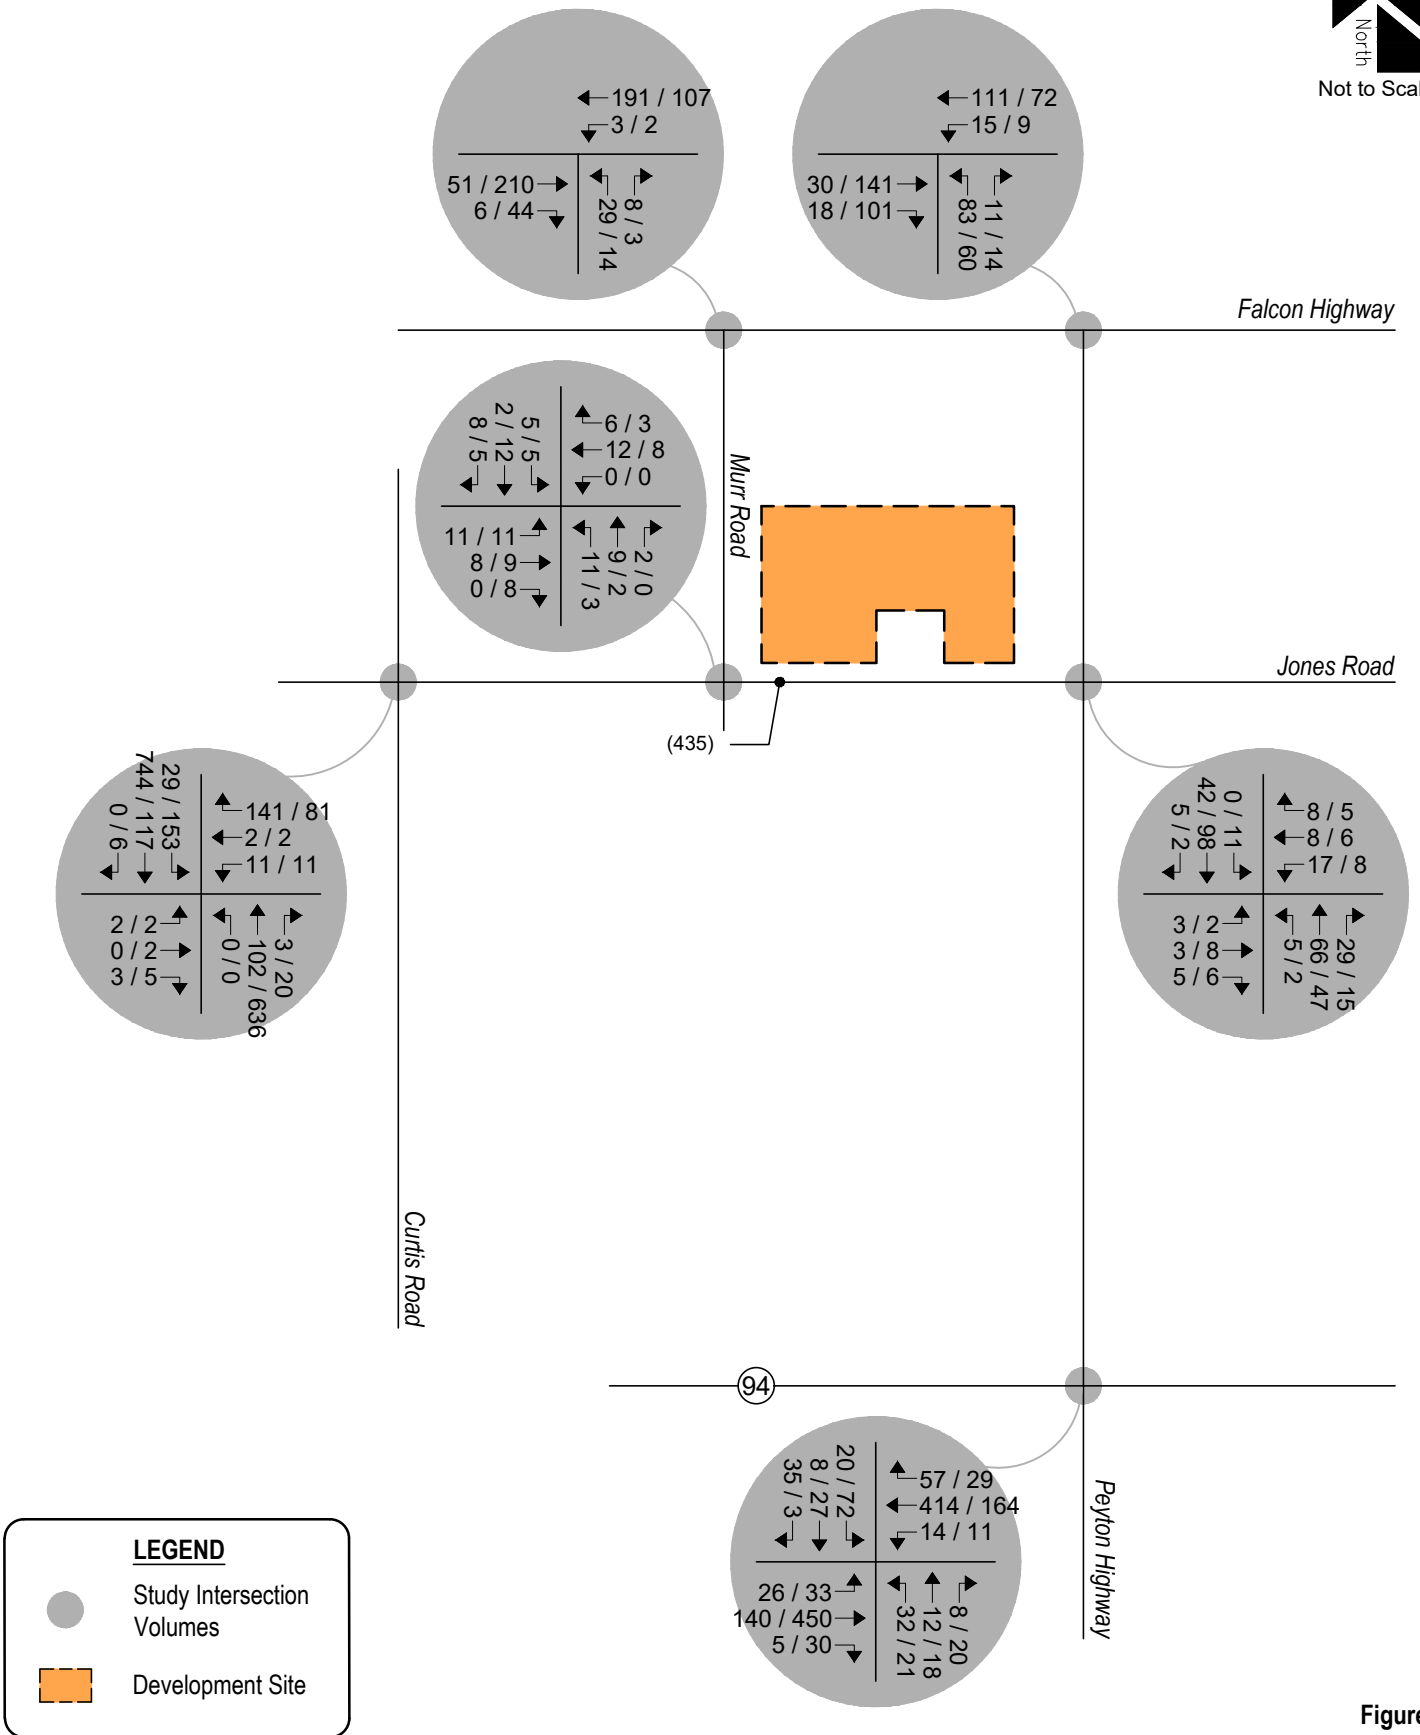 North
Not to Scal
191 / 107
3 / 2
51 / 210
6 / 44
29 / 14
8 / 3
111 / 72
15 / 9
30 / 141
18 / 101
83 / 60
11 / 14
Falcon Highway
8 / 5
2 / 12
5 / 5
6 / 3
12 / 8
0 / 0
11 / 11
8 / 9
0 / 8
11 / 3
9 / 2
2 / 0
Murr Road
Jones Road
(435)
0 / 6
744 / 117
29 / 153
141 / 81
2 / 2
11 / 11
2 / 2
0 / 2
3 / 5
0 / 0
102 / 636
3 / 20
5 / 2
42 / 98
0 / 11
8 / 5
8 / 6
17 / 8
3 / 2
3 / 8
5 / 6
5 / 2
66 / 47
29 / 15
Curtis Road
94
35 / 3
8 / 27
20 / 72
57 / 29
414 / 164
14 / 11
26 / 33
140 / 450
5 / 30
32 / 21
12 / 18
8 / 20
Peyton Highway
LEGEND
Study Intersection
Volumes
Development Site
Figure